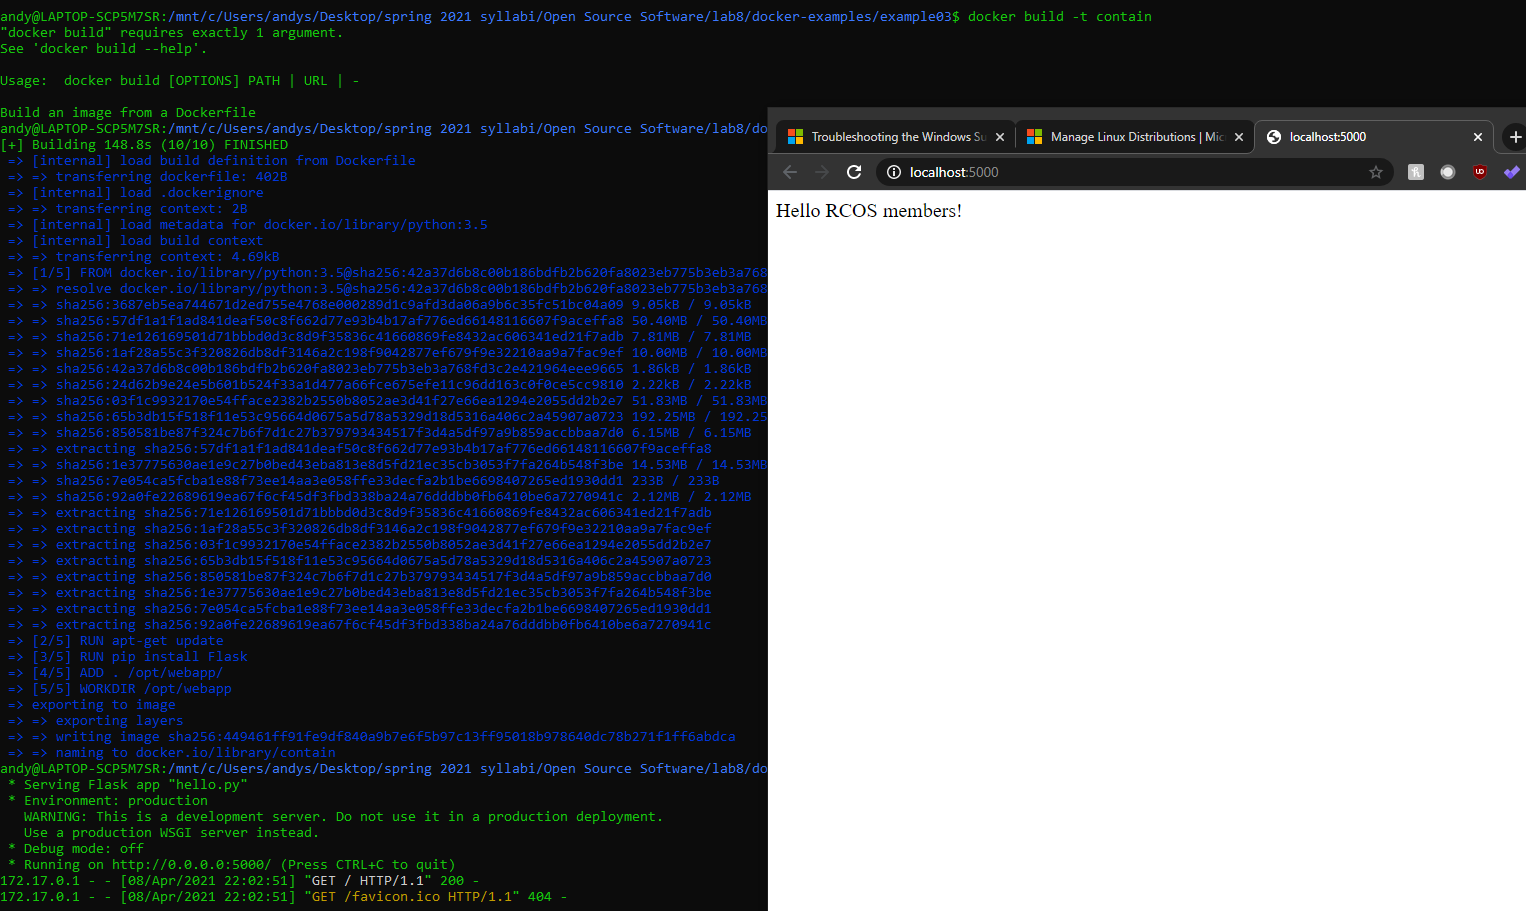 andy@LAPTOP-SCP5M7SR:/mnt/c/Users/andys/Desktop/spring 2021 syllabi/Open Source Software/lab8/docker-examples/example03$ docker build -t contain
"docker build" requires exactly 1 argument.
See 'docker build --help'.
Usage:  docker build [OPTIONS] PATH | URL | -
Build an image from a Dockerfile
andy@LAPTOP-SCP5M7SR:/mnt/c/Users/andys/Desktop/spring 2021 syllabi/Open Source Software/lab8/do
[+] Building 148.8s (10/10) FINISHED
=> [internal] load build definition from Dockerfile
=> => transferring dockerfile: 402B
=> [internal] load .dockerignore
=> => transferring context: 2B
=> [internal] load metadata for docker.io/library/python:3.5
=> [internal] load build context
=> => transferring context: 4.69kB
=> [1/5] FROM docker.io/library/python:3.5@sha256:42a37d6b8c00b186bdfb2b620fa8023eb775b3eb3a768
=> => resolve docker.io/library/python:3.5@sha256:42a37d6b8c00b186bdfb2b620fa8023eb775b3eb3a768
=> => sha256:3687eb5ea744671d2ed755e4768e000289d1c9afd3da06a9b6c35fc51bc04a09 9.05kB / 9.05kB
=> => sha256:57df1a1f1ad841deaf50c8f662d77e93b4b17af776ed66148116607f9aceffa8 50.40MB / 50.40MB
=> => sha256:71e126169501d71bbbd0d3c8d9f35836c41660869fe8432ac606341ed21f7adb 7.81MB / 7.81MB
=> => sha256:1af28a55c3f320826db8df3146a2c198f9042877ef679f9e32210aa9a7fac9ef 10.00MB / 10.00MB
=> => sha256:42a37d6b8c00b186bdfb2b620fa8023eb775b3eb3a768fd3c2e421964eee9665 1.86kB / 1.86kB
=> => sha256:24d62b9e24e5b601b524f33a1d477a66fce675efe11c96dd163c0f0ce5cc9810 2.22kB / 2.22kB
=> => sha256:03f1c9932170e54fface2382b2550b8052ae3d41f27e66ea1294e2055dd2b2e7 51.83MB / 51.83MB
=> => sha256:65b3db15f518f11e53c95664d0675a5d78a5329d18d5316a406c2a45907a0723 192.25MB / 192.25
=> => sha256:850581be87f324c7b6f7d1c27b379793434517f3d4a5df97a9b859accbbaa7d0 6.15MB / 6.15MB
=> => extracting sha256:57df1a1f1ad841deaf50c8f662d77e93b4b17af776ed66148116607f9aceffa8
=> => sha256:1e37775630ae1e9c27b0bed43eba813e8d5fd21ec35cb3053f7fa264b548f3be 14.53MB / 14.53MB
=> => sha256:7e054ca5fcba1e88f73ee14aa3e058ffe33decfa2b1be6698407265ed1930dd1 233B / 233B
=> => sha256:92a0fe22689619ea67f6cf45df3fbd338ba24a76dddbb0fb6410be6a7270941c 2.12MB / 2.12MB
=> => extracting sha256:71e126169501d71bbbd0d3c8d9f35836c41660869fe8432ac606341ed21f7adb
=> => extracting sha256:1af28a55c3f320826db8df3146a2c198f9042877ef679f9e32210aa9a7fac9ef
=> => extracting sha256:03f1c9932170e54fface2382b2550b8052ae3d41f27e66ea1294e2055dd2b2e7
=> => extracting sha256:65b3db15f518f11e53c95664d0675a5d78a5329d18d5316a406c2a45907a0723
=> => extracting sha256:850581be87f324c7b6f7d1c27b379793434517f3d4a5df97a9b859accbbaa7d0
=> => extracting sha256:1e37775630ae1e9c27b0bed43eba813e8d5fd21ec35cb3053f7fa264b548f3be
=> => extracting sha256:7e054ca5fcba1e88f73ee14aa3e058ffe33decfa2b1be6698407265ed1930dd1
=> => extracting sha256:92a0fe22689619ea67f6cf45df3fbd338ba24a76dddbb0fb6410be6a7270941c
=> [2/5] RUN apt-get update
=> [3/5] RUN pip install Flask
=> [4/5] ADD . /opt/webapp/
=> [5/5] WORKDIR /opt/webapp
=> exporting to image
=> => exporting layers
=> => writing image sha256:449461ff91fe9df840a9b7e6f5b97c13ff95018b978640dc78b271f1ff6abdca
=> => naming to docker.io/library/contain
andy@LAPTOP-SCP5M7SR:/mnt/c/Users/andys/Desktop/spring 2021 syllabi/Open Source Software/lab8/do
* Serving Flask app "hello.py"
* Environment: production
WARNING: This is a development server. Do not use it in a production deployment.
Use a production WSGI server instead.
* Debug mode: off
* Running on http://0.0.0.0:5000/ (Press CTRL+C to quit)
172.17.0.1 - - [08/Apr/2021 22:02:51] "GET / HTTP/1.1" 200 -
172.17.0.1 - - [08/Apr/2021 22:02:51] "GET /favicon.ico HTTP/1.1" 404 -
Troubleshooting the Windows Su
Manage Linux Distributions | Mic
localhost:5000
localhost:5000
Hello RCOS members!